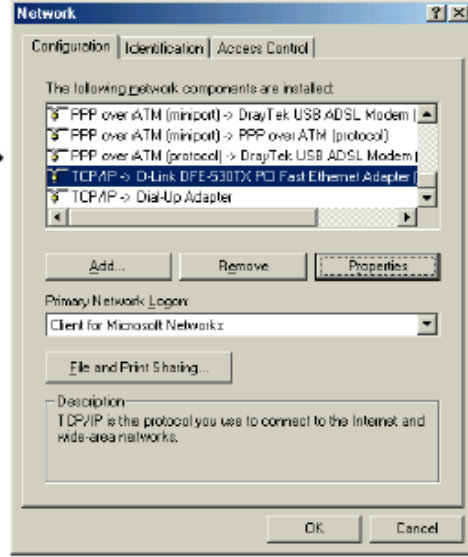 Network
Configuration Identification Access Control
The following network components are installed:
PPP over ATM (miniport) -> DrayTek USB ADSL Modem (
PPP over ATM (miniport) -> PPP over ATM (protocol)
PPP over ATM (protocol) -> DrayTek USB ADSL Modem (
TCP/IP -> D-Link DFE-530TX PCI Fast Ethernet Adapter (
TCP/IP -> Dial-Up Adapter
Add... Remove Properties
Primary Network Logon:
Client for Microsoft Networks
File and Print Sharing...
Description
TCP/IP is the protocol you use to connect to the Internet and
wide-area networks.
OK Cancel